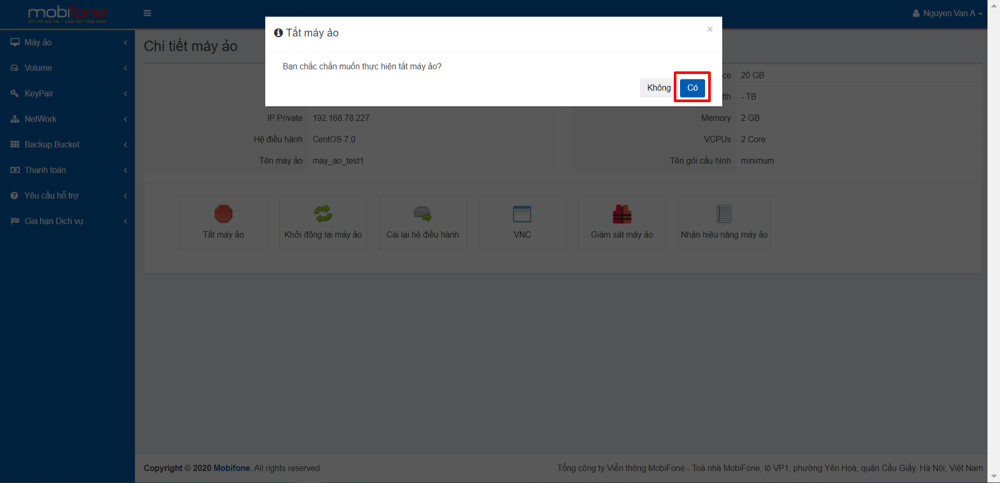 mobifone
KẾT NỐI GIÁ TRỊ - KHƠI DẬY TIỀM NĂNG
Nguyen Van A
Máy ảo
Volume
KeyPair
NetWork
Backup Bucket
Thanh toán
Yêu cầu hỗ trợ
Gia hạn Dịch vụ
Tắt máy ảo
×
Bạn chắc chắn muốn thực hiện tắt máy ảo?
Không
Có
Chi tiết máy ảo
IP Private 192.168.78.227
Hệ điều hành CentOS 7.0
Tên máy ảo may_ao_test1
ce 20 GB
dth - TB
Memory 2 GB
VCPUs 2 Core
Tên gói cấu hình minimum
Tắt máy ảo
Khởi động lại máy ảo
Cài lại hệ điều hành
VNC
Giám sát máy ảo
Nhận hiệu năng máy ảo
Copyright © 2020 Mobifone. All rights reserved.
Tổng công ty Viễn thông MobiFone - Toà nhà MobiFone, lô VP1, phường Yên Hoà, quận Cầu Giấy, Hà Nội, Việt Nam